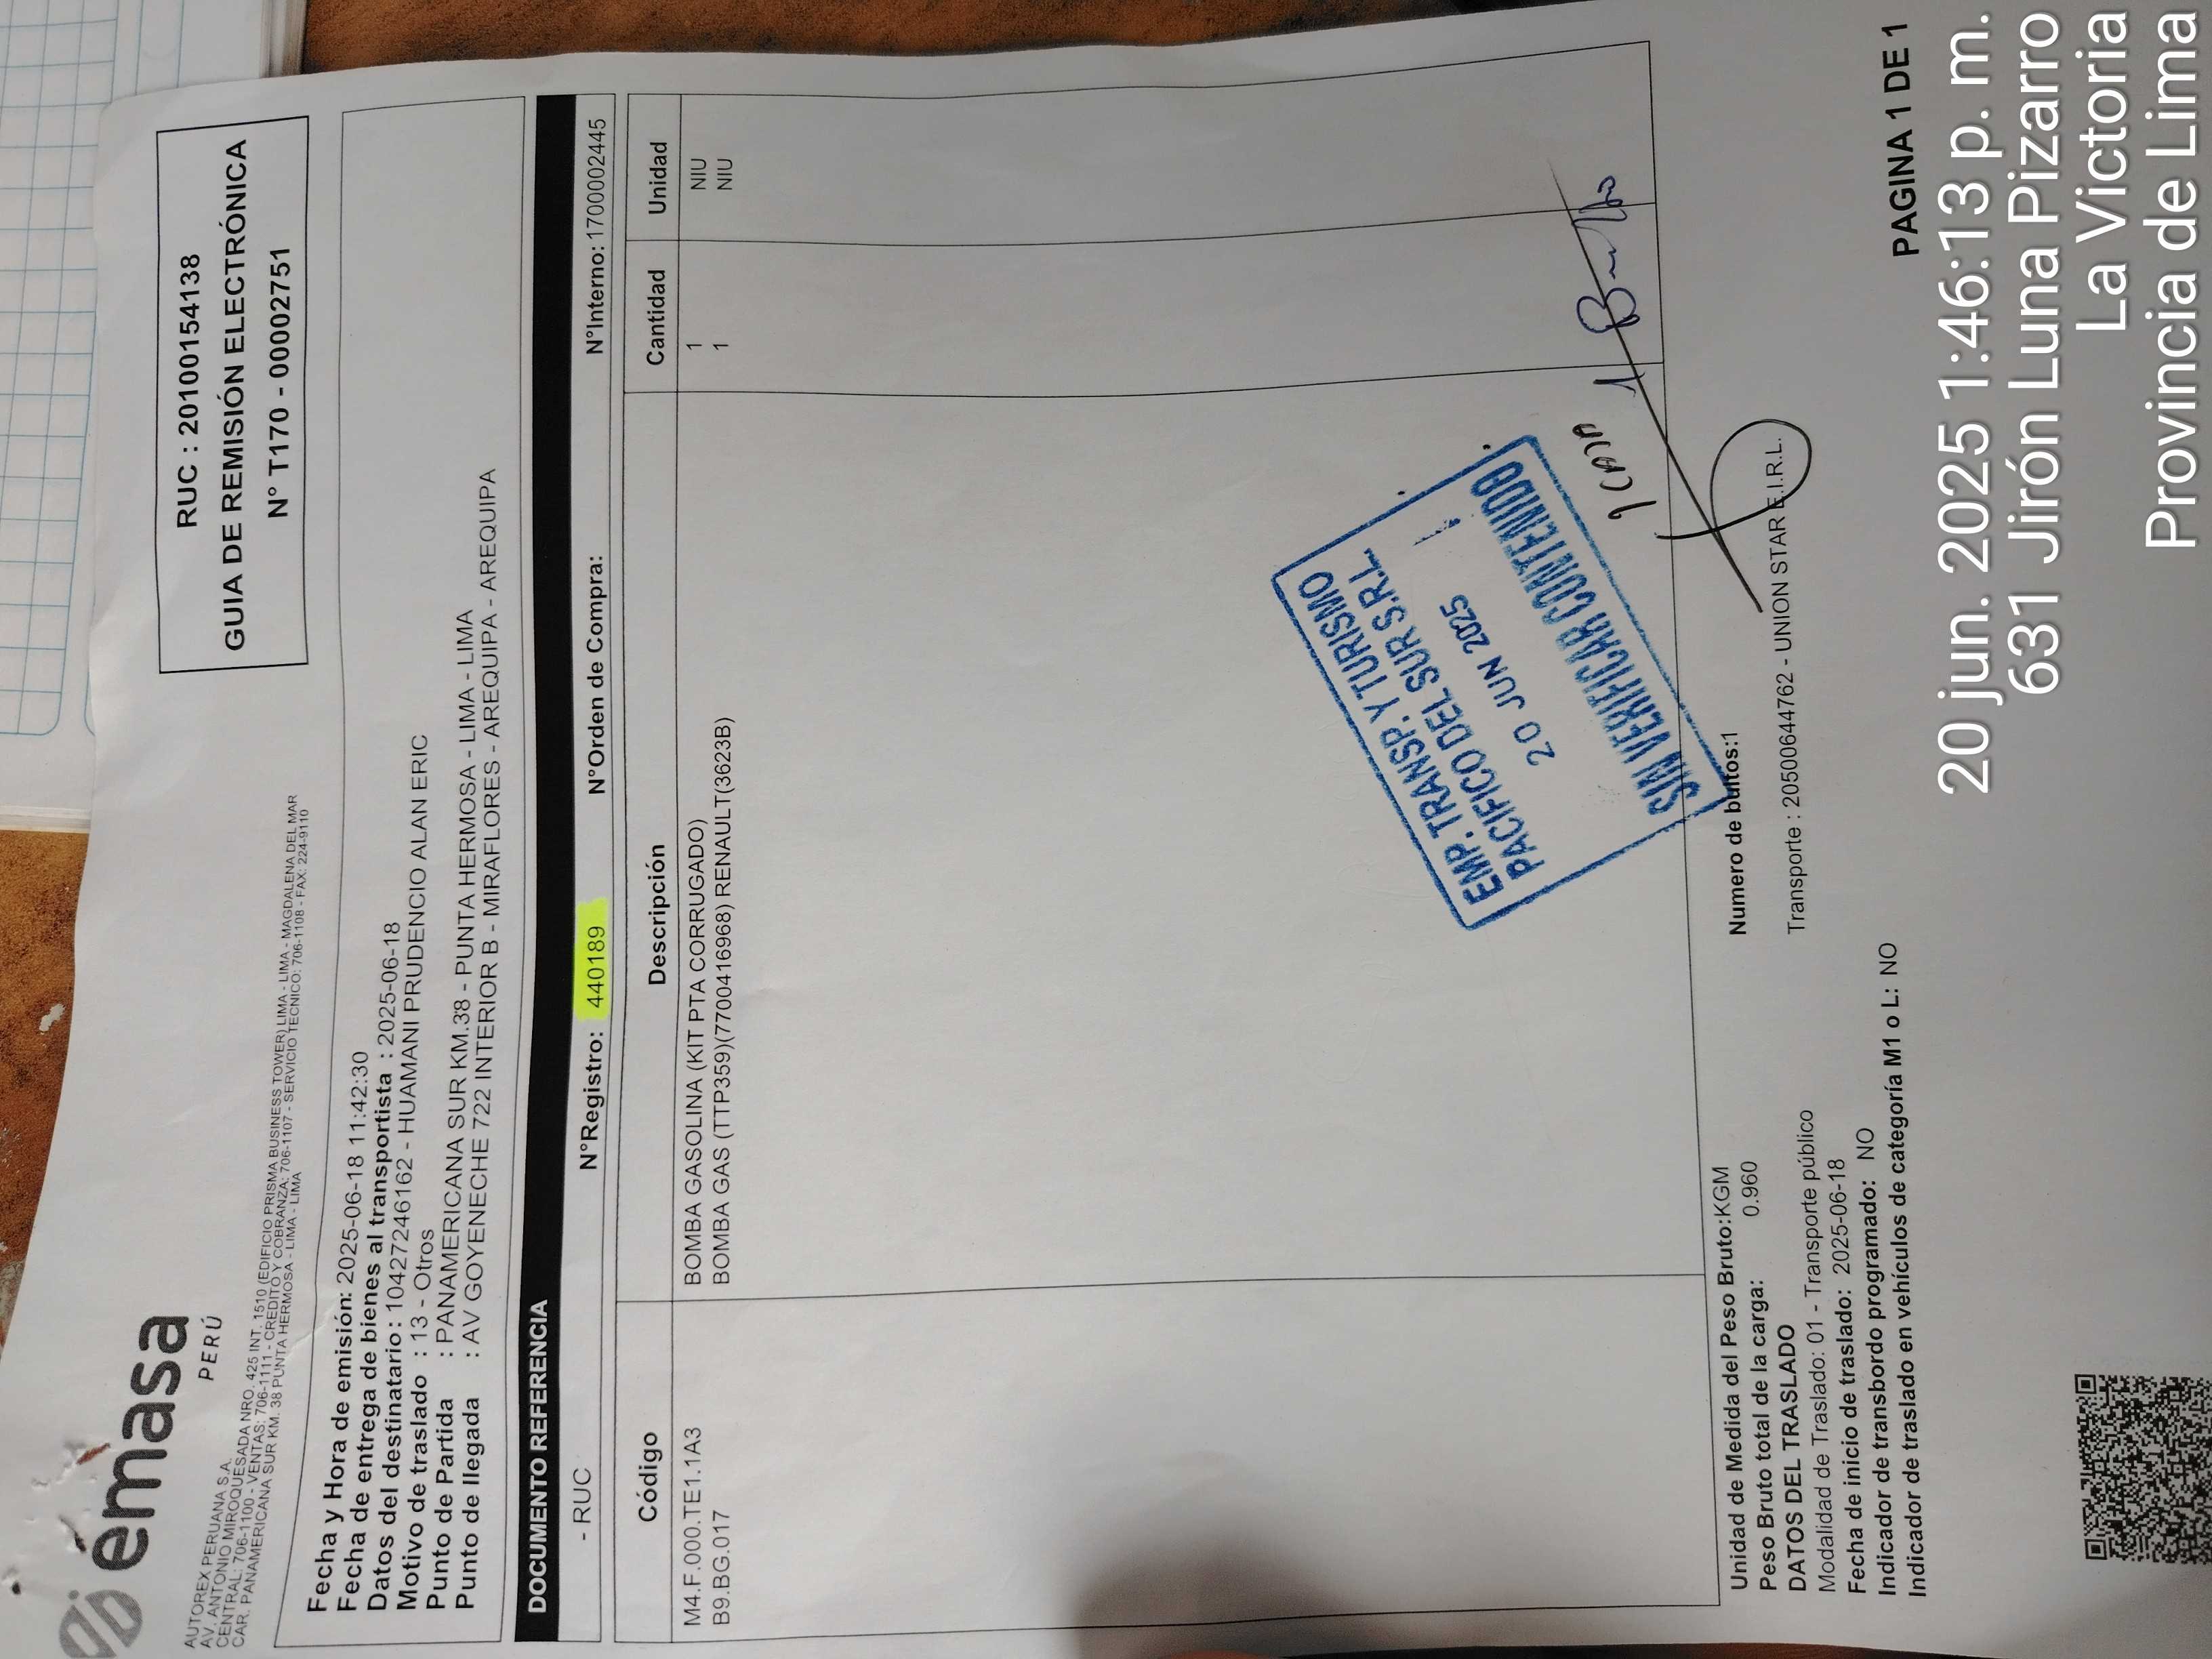 émasa
PERÚ
AUTOREX PERUANA S.A.
AV. ANTONIO MIROQUESADA NRO. 425 INT. 1510 (EDIFICIO PRISMA BUSINESS TOWER) LIMA - LIMA - MAGDALENA DEL MAR
CENTRAL: 706-1100 - VENTAS: 706-1111 - CREDITO Y COBRANZA: 706-1107 - SERVICIO TECNICO: 706-1108 - FAX: 224-9110
CAR. PANAMERICANA SUR KM. 38 PUNTA HERMOSA - LIMA - LIMA
RUC : 20100154138
GUIA DE REMISIÓN ELECTRÓNICA
N° T170 - 00002751
Fecha y Hora de emisión: 2025-06-18 11:42:30
Fecha de entrega de bienes al transportista : 2025-06-18
Datos del destinatario : 10427246162 - HUAMANI PRUDENCIO ALAN ERIC
Motivo de traslado : 13 - Otros
Punto de Partida : PANAMERICANA SUR KM.38 - PUNTA HERMOSA - LIMA - LIMA
Punto de llegada : AV GOYENECHE 722 INTERIOR B - MIRAFLORES - AREQUIPA - AREQUIPA
DOCUMENTO REFERENCIA
- RUC N°Registro: 440189 N°Orden de Compra: N°Interno: 1700002445
Código Descripción Cantidad Unidad
M4.F.000.TE1.1A3 BOMBA GASOLINA (KIT PTA CORRUGADO) 1 NIU
B9.BG.017 BOMBA GAS (TTP359)(7700416968) RENAULT(3623B) 1 NIU
EMP. TRANSP. Y TURISMO
PACIFICO DEL SUR S.R.L.
20 JUN 2025
SIN VERIFICAR CONTENIDO
1 CAJA
Unidad de Medida del Peso Bruto:KGM Numero de bultos:1
Peso Bruto total de la carga: 0.960
DATOS DEL TRASLADO Transporte : 20500644762 - UNION STAR E.I.R.L.
Modalidad de Traslado: 01 - Transporte público
Fecha de inicio de traslado: 2025-06-18
Indicador de transbordo programado: NO
Indicador de traslado en vehículos de categoría M1 o L: NO
PAGINA 1 DE 1
20 jun. 2025 1:46:13 p. m.
631 Jirón Luna Pizarro
La Victoria
Provincia de Lima